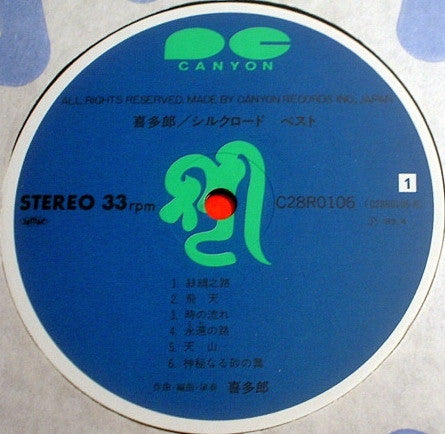 CANYON
ALL RIGHTS RESERVED. MADE BY CANYON RECORDS INC., JAPAN
喜多郎/シルクロード ベスト
1
STEREO 33 rpm
C28R0106
1. 絲綢之路
2. 飛天
3. 時の流れ
4. 永遠の路
5. 天山
6. 神秘なる砂の舞
作曲・編曲・演奏 喜多郎